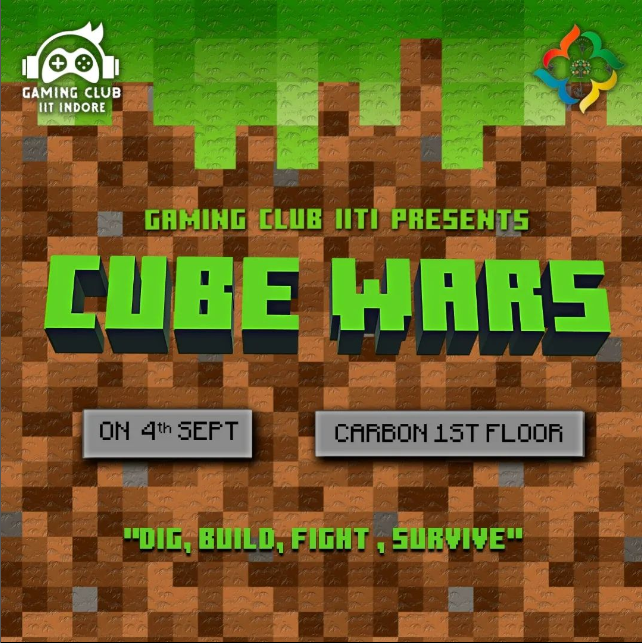 GAMING CLUB
IIT INDORE
GAMING CLUB IITI PRESENTS
CUBE WARS
ON 4th SEPT
CARBON 1ST FLOOR
"DIG, BUILD, FIGHT , SURVIVE"